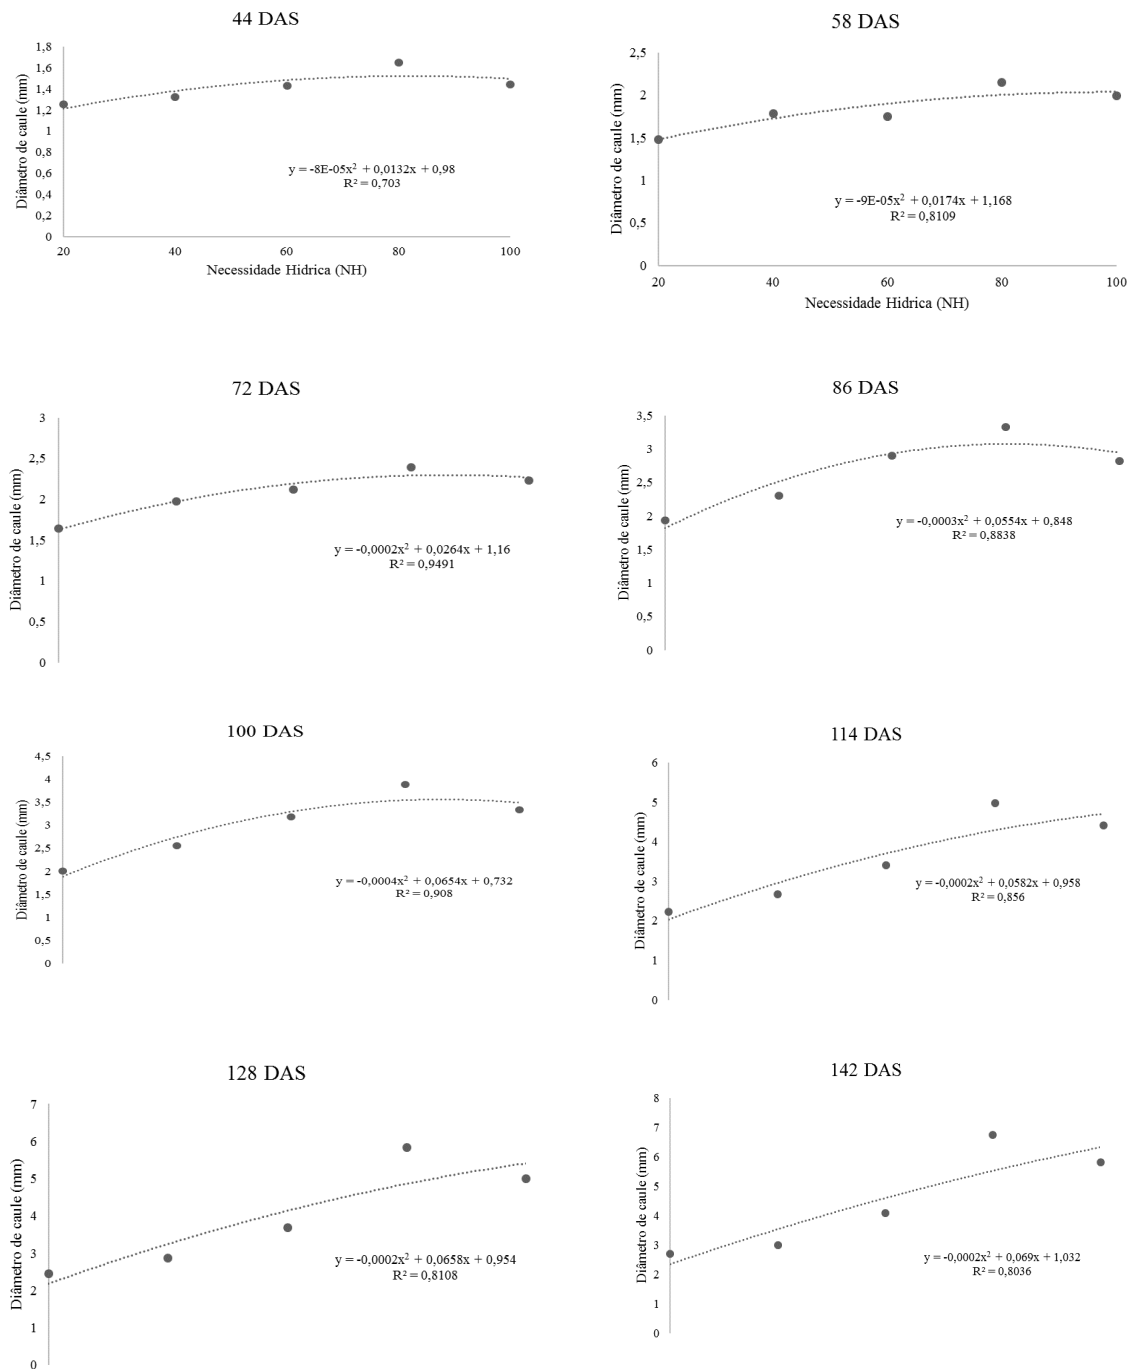 44 DAS
1,8
1,6
1,4
1,2
1
0,8
0,6
0,4
0,2
0
Diâmetro de caule (mm)
y = -8E-05x² + 0,0132x + 0,98
R² = 0,703
20 40 60 80 100
Necessidade Hidrica (NH)
58 DAS
2,5
2
1,5
1
0,5
0
Diâmetro de caule (mm)
y = -9E-05x² + 0,0174x + 1,168
R² = 0,8109
20 40 60 80 100
Necessidade Hidrica (NH)
72 DAS
3
2,5
2
1,5
1
0,5
0
Diâmetro de caule (mm)
y = -0,0002x² + 0,0264x + 1,16
R² = 0,9491
86 DAS
3,5
3
2,5
2
1,5
1
0,5
0
Diâmetro de caule (mm)
y = -0,0003x² + 0,0554x + 0,848
R² = 0,8838
100 DAS
4,5
4
3,5
3
2,5
2
1,5
1
0,5
0
Diâmetro de caule (mm)
y = -0,0004x² + 0,0654x + 0,732
R² = 0,908
114 DAS
6
5
4
3
2
1
0
Diâmetro de caule (mm)
y = -0,0002x² + 0,0582x + 0,958
R² = 0,856
128 DAS
7
6
5
4
3
2
1
0
Diâmetro de caule (mm)
y = -0,0002x² + 0,0658x + 0,954
R² = 0,8108
142 DAS
8
7
6
5
4
3
2
1
0
Diâmetro de caule (mm)
y = -0,0002x² + 0,069x + 1,032
R² = 0,8036